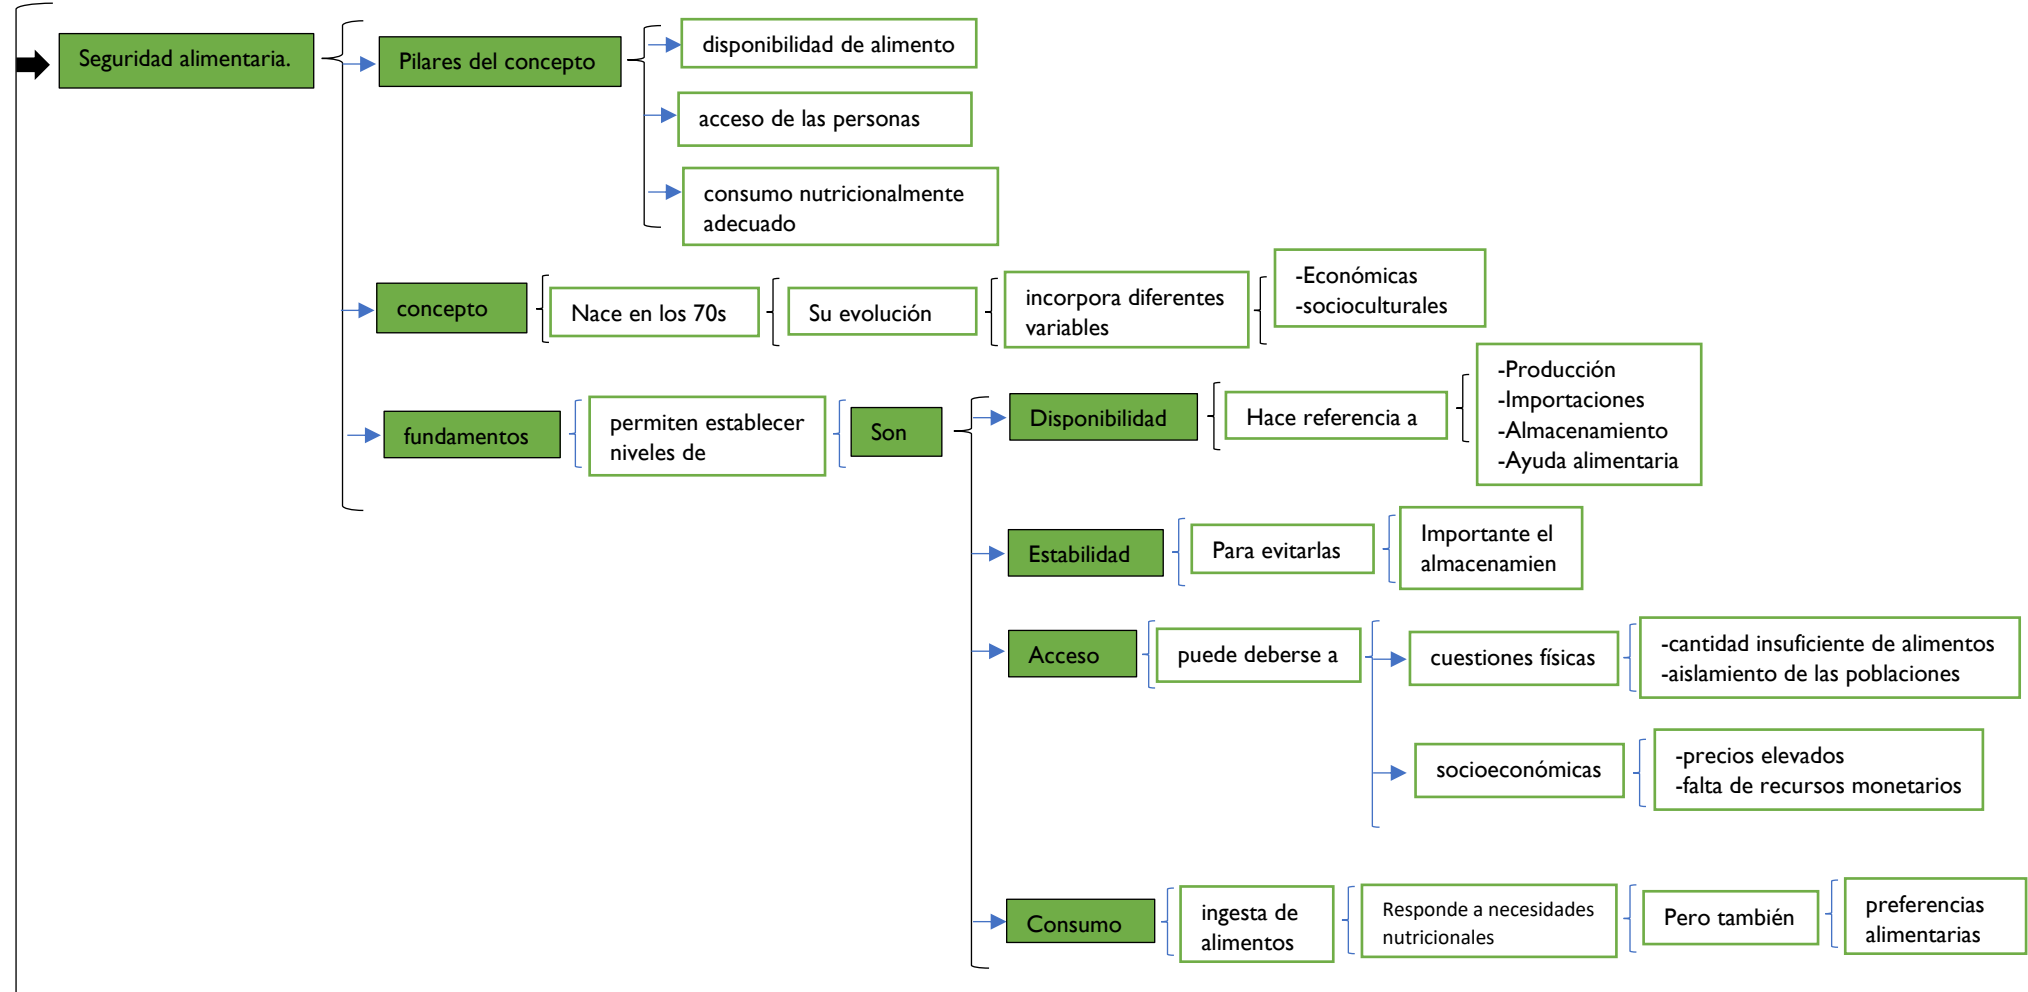 Seguridad alimentaria.
Pilares del concepto
disponibilidad de alimento
acceso de las personas
consumo nutricionalmente
adecuado
concepto
Nace en los 70s
Su evolución
incorpora diferentes
variables
-Económicas
-socioculturales
fundamentos
permiten establecer
niveles de
Son
Disponibilidad
Hace referencia a
-Producción
-Importaciones
-Almacenamiento
-Ayuda alimentaria
Estabilidad
Para evitarlas
Importante el
almacenamien
Acceso
puede deberse a
cuestiones físicas
-cantidad insuficiente de alimentos
-aislamiento de las poblaciones
socioeconómicas
-precios elevados
-falta de recursos monetarios
Consumo
ingesta de
alimentos
Responde a necesidades
nutricionales
Pero también
preferencias
alimentarias